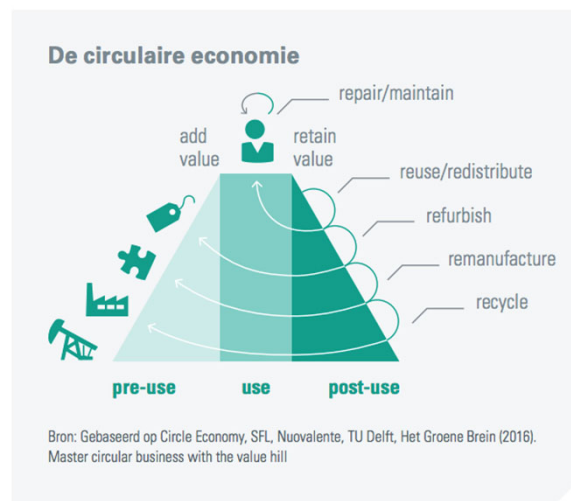 De circulaire economie
repair/maintain
add
value
retain
value
reuse/redistribute
refurbish
remanufacture
recycle
pre-use
use
post-use
Bron: Gebaseerd op Circle Economy, SFL, Nuovalente, TU Delft, Het Groene Brein (2016).
Master circular business with the value hill